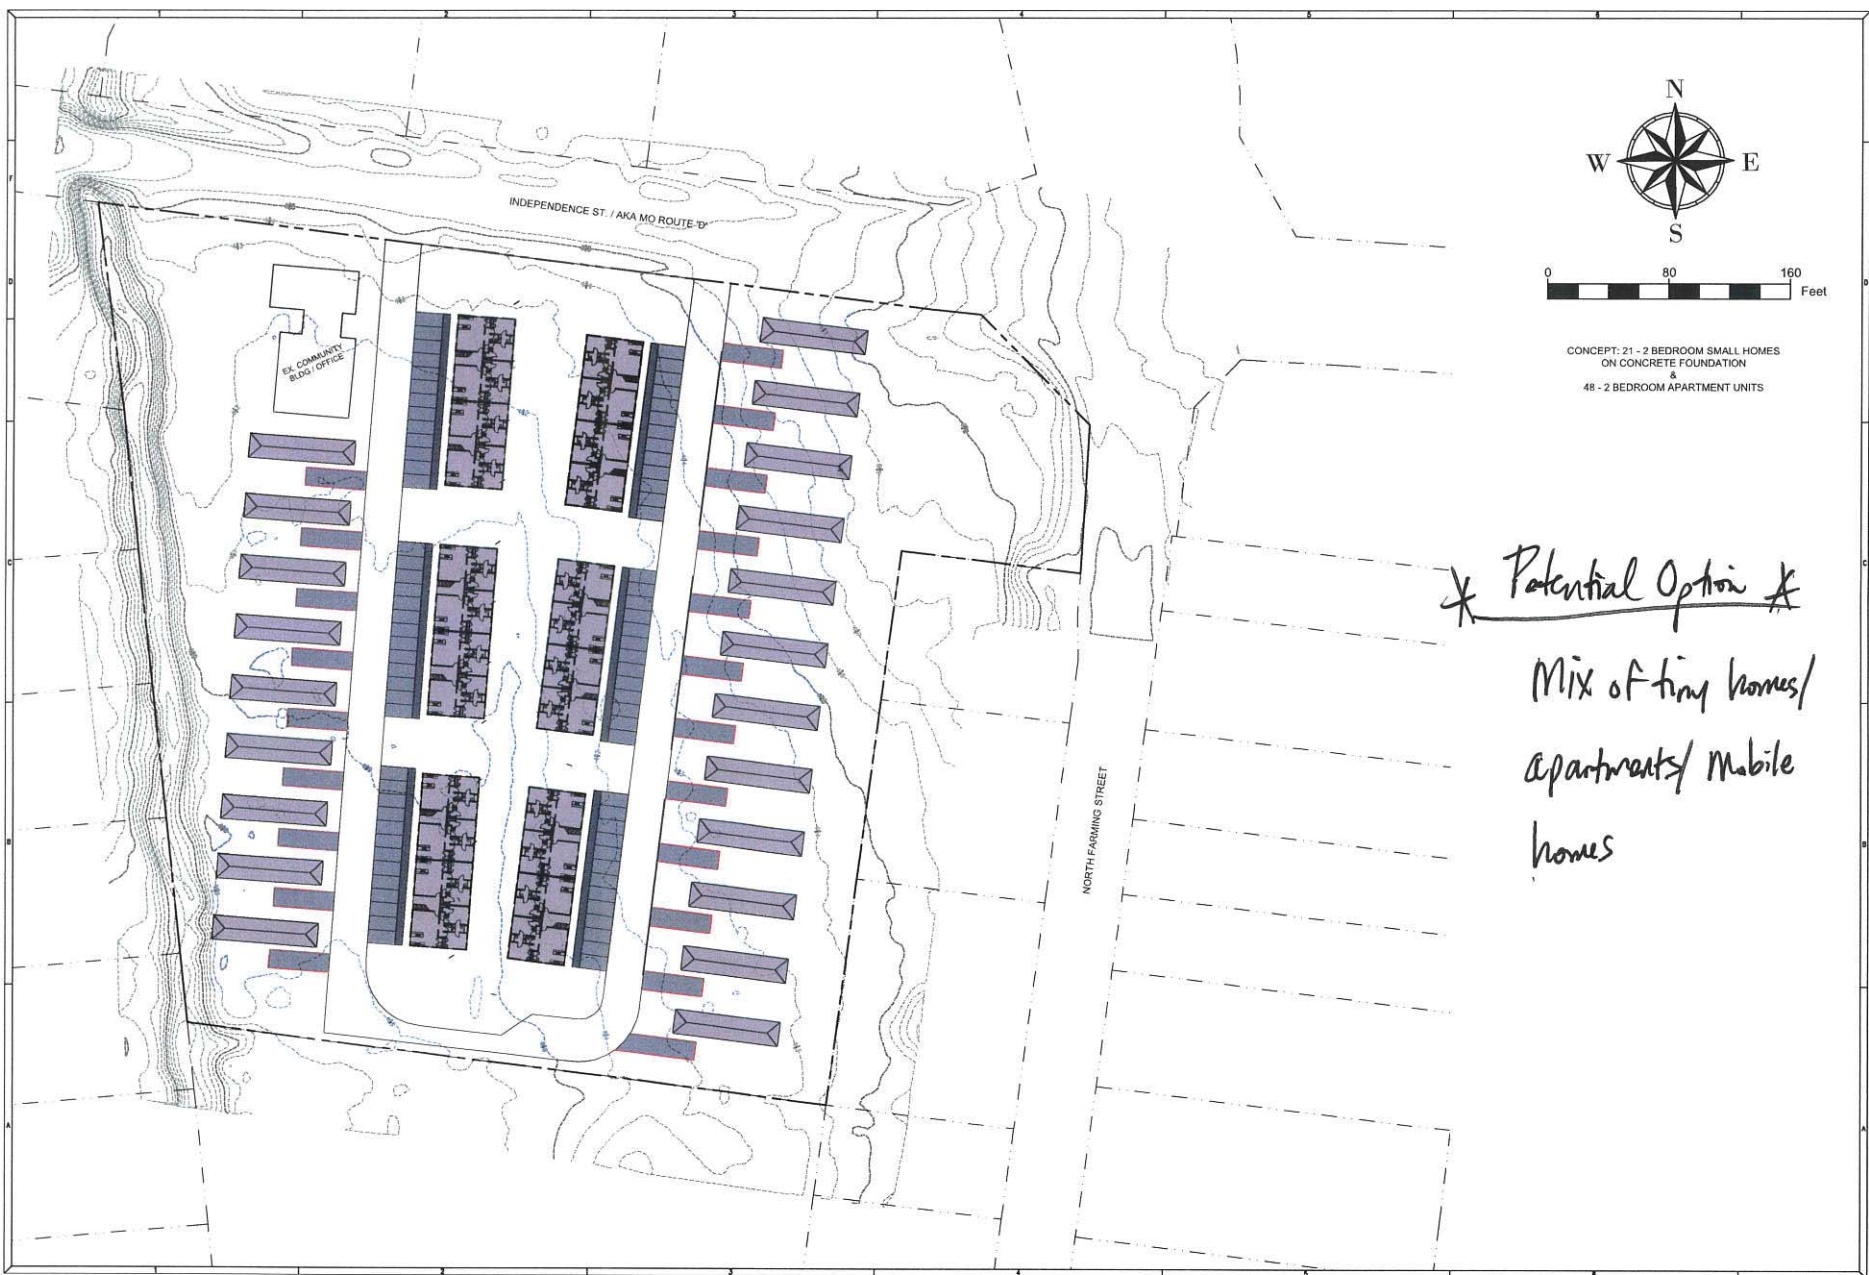 INDEPENDENCE ST. / AKA MO ROUTE 'D'
EX. COMMUNITY
BLDG / OFFICE
NORTH FARMING STREET
N
W
E
S
0 80 160
Feet
CONCEPT: 21 - 2 BEDROOM SMALL HOMES
ON CONCRETE FOUNDATION
&
48 - 2 BEDROOM APARTMENT UNITS
* Potential Option *
Mix of tiny homes/
apartments/ Mobile
homes